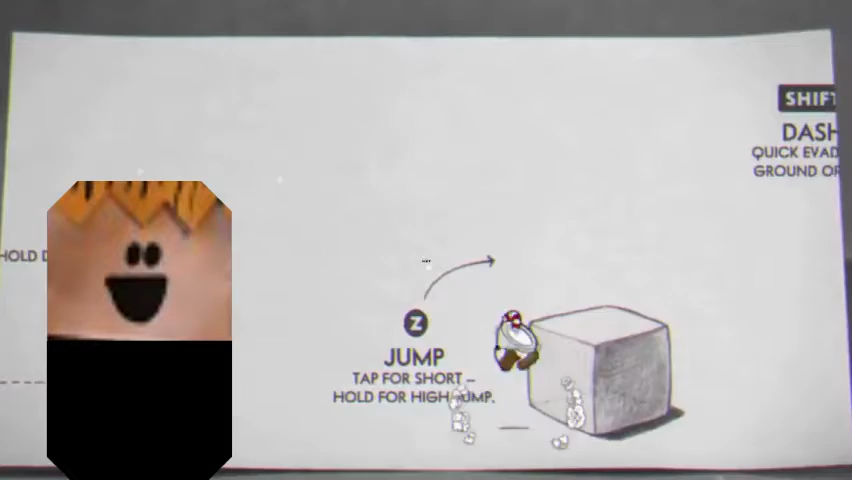 SHIFT
DASH
QUICK EVAD
GROUND OR
HOLD D
Z
JUMP
TAP FOR SHORT –
HOLD FOR HIGH JUMP.